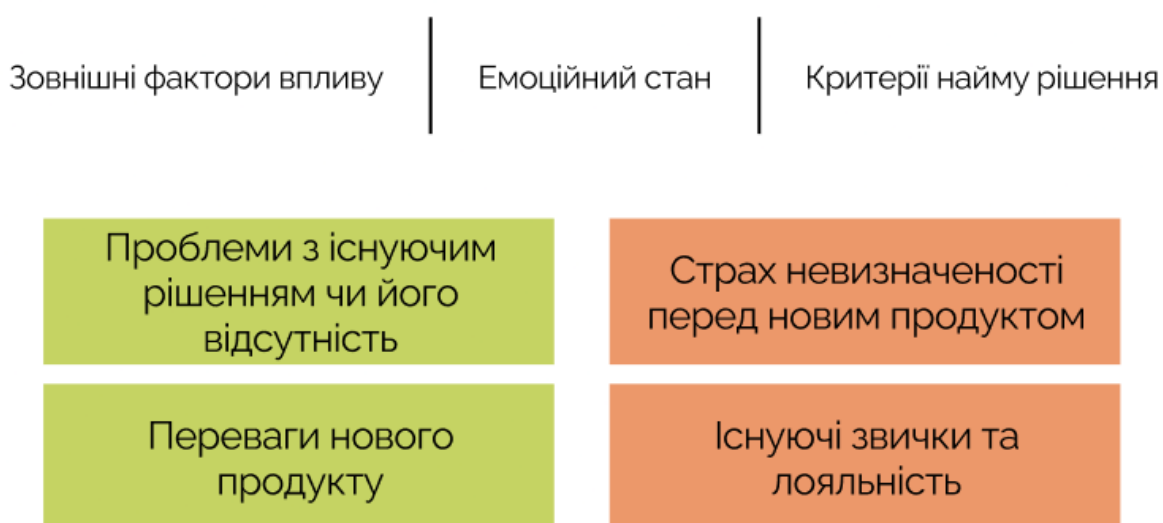 Зовнішні фактори впливу
Емоційний стан
Критерії найму рішення
Проблеми з існуючим
рішенням чи його
відсутність
Страх невизначеності
перед новим продуктом
Переваги нового
продукту
Існуючі звички та
лояльність